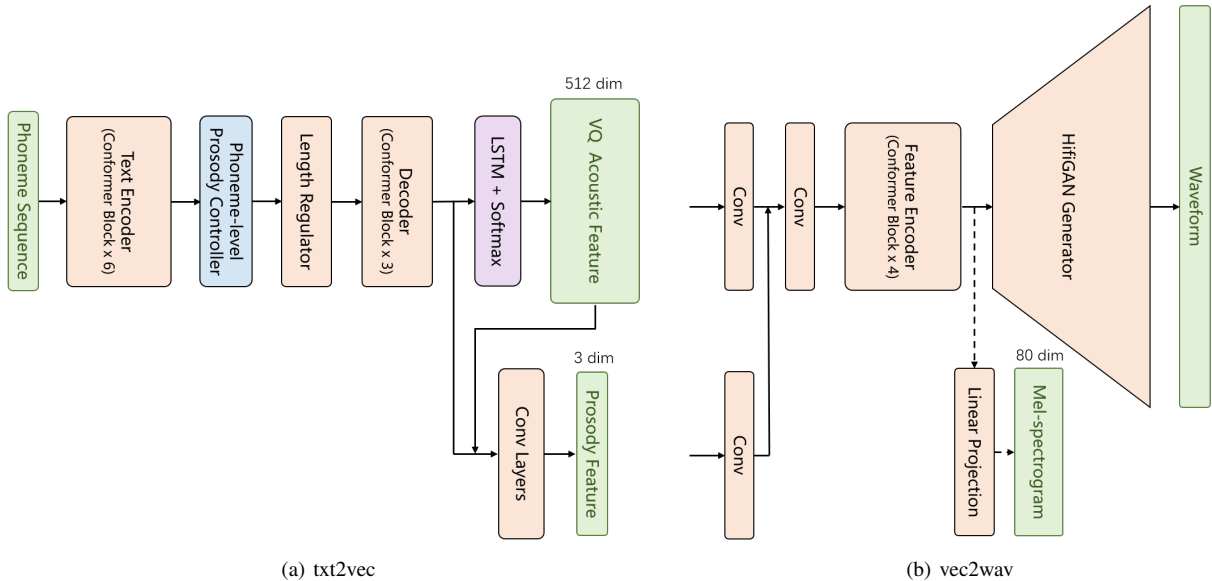 Phoneme Sequence
Text Encoder
(Conformer Block x 6)
Phoneme-level
Prosody Controller
Length Regulator
Decoder
(Conformer Block x 3)
LSTM + Softmax
512 dim
VQ Acoustic Feature
Conv Layers
3 dim
Prosody Feature
(a) txt2vec
Conv
Conv
Feature Encoder
(Conformer Block x 4)
HifiGAN Generator
Waveform
Conv
Linear Projection
80 dim
Mel-spectrogram
(b) vec2wav